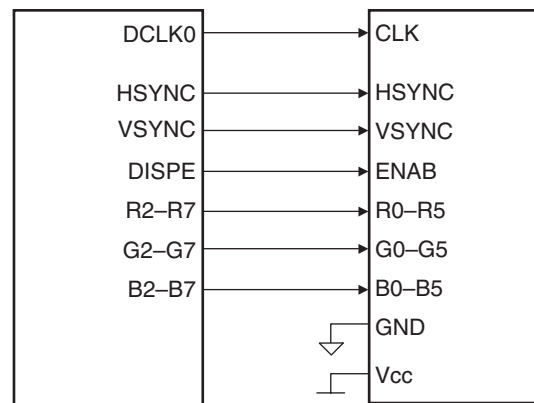 DCLK0 CLK
HSYNC HSYNC
VSYNC VSYNC
DISPE ENAB
R2–R7 R0–R5
G2–G7 G0–G5
B2–B7 B0–B5
GND
Vcc